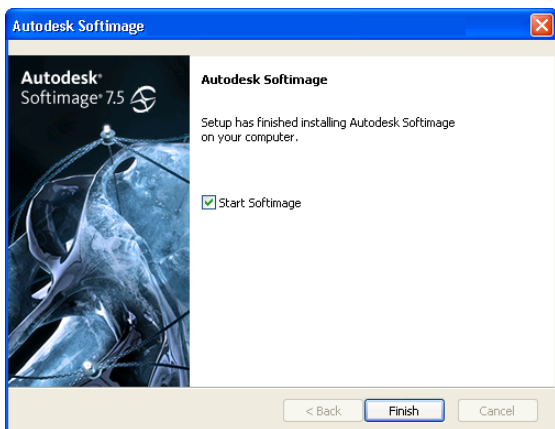 Autodesk Softimage
Autodesk®
Softimage® 7.5
Autodesk Softimage
Setup has finished installing Autodesk Softimage
on your computer.
Start Softimage
< Back
Finish
Cancel